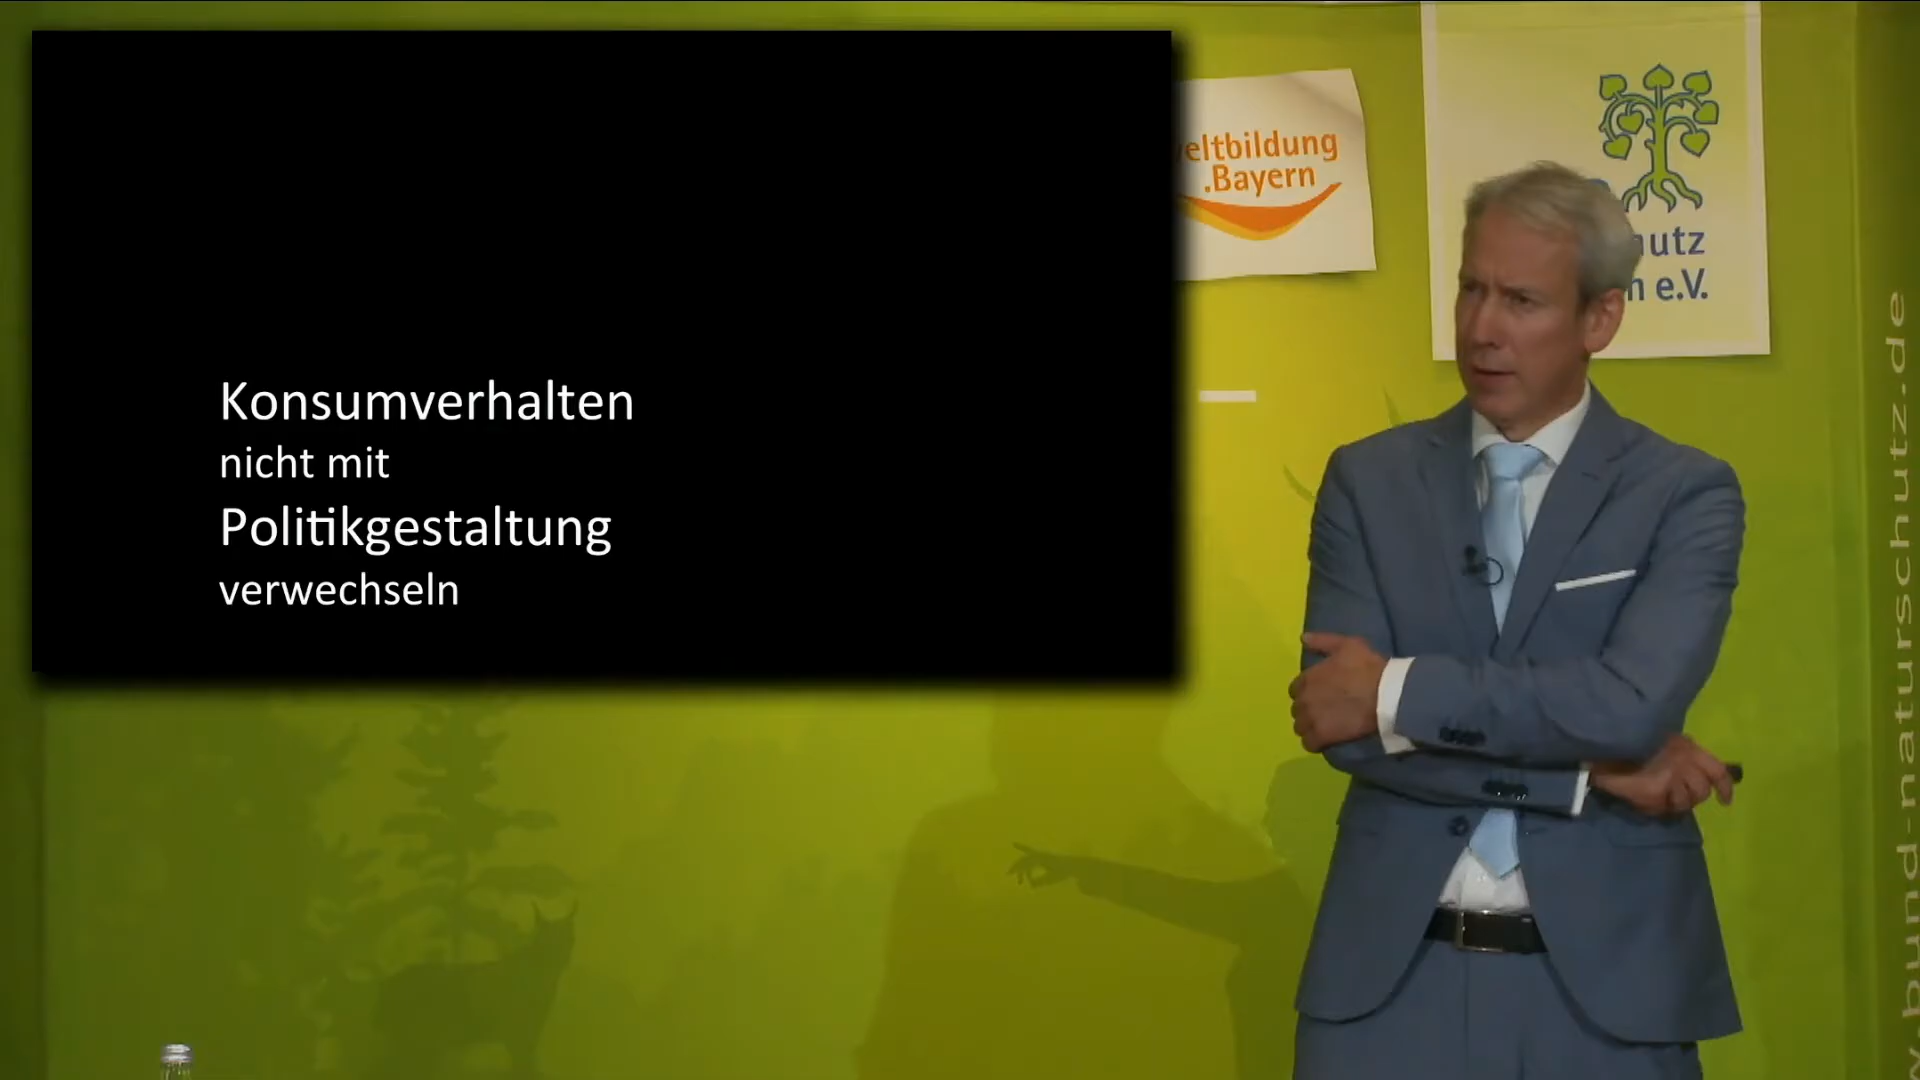 Konsumverhalten
nicht mit
Politikgestaltung
verwechseln
eltbildung
.Bayern
utz
e.V.
bund-naturschutz.de